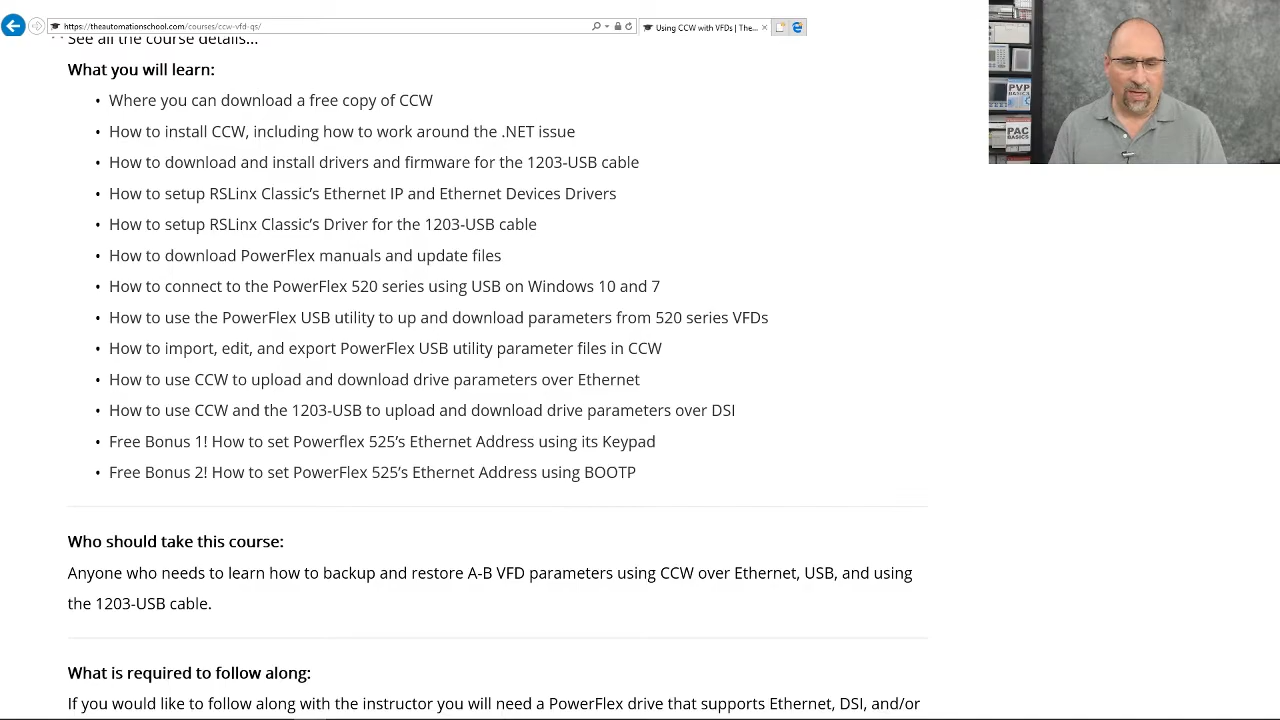 https://theautomationschool.com/courses/ccw-vfd-qs/
Using CCW with VFDs | The...
See all the course details...
What you will learn:
• Where you can download a free copy of CCW
• How to install CCW, including how to work around the .NET issue
• How to download and install drivers and firmware for the 1203-USB cable
• How to setup RSLinx Classic's Ethernet IP and Ethernet Devices Drivers
• How to setup RSLinx Classic's Driver for the 1203-USB cable
• How to download PowerFlex manuals and update files
• How to connect to the PowerFlex 520 series using USB on Windows 10 and 7
• How to use the PowerFlex USB utility to up and download parameters from 520 series VFDs
• How to import, edit, and export PowerFlex USB utility parameter files in CCW
• How to use CCW to upload and download drive parameters over Ethernet
• How to use CCW and the 1203-USB to upload and download drive parameters over DSI
• Free Bonus 1! How to set Powerflex 525's Ethernet Address using its Keypad
• Free Bonus 2! How to set PowerFlex 525's Ethernet Address using BOOTP
Who should take this course:
Anyone who needs to learn how to backup and restore A-B VFD parameters using CCW over Ethernet, USB, and using
the 1203-USB cable.
What is required to follow along:
If you would like to follow along with the instructor you will need a PowerFlex drive that supports Ethernet, DSI, and/or
PVP
BASICS
PAC
BASICS